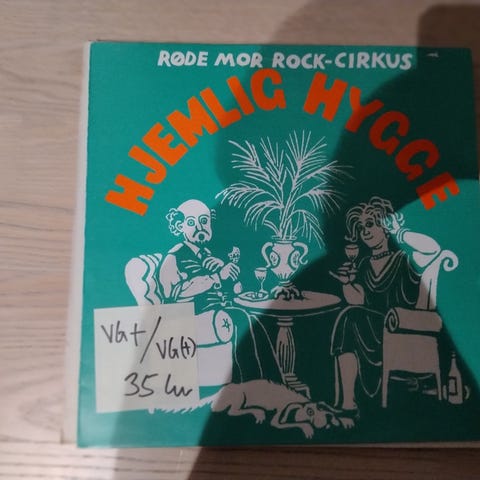 RØDE MOR ROCK-CIRKUS
HJEMLIG HYGGE
VG+/VG(+)
35 kr